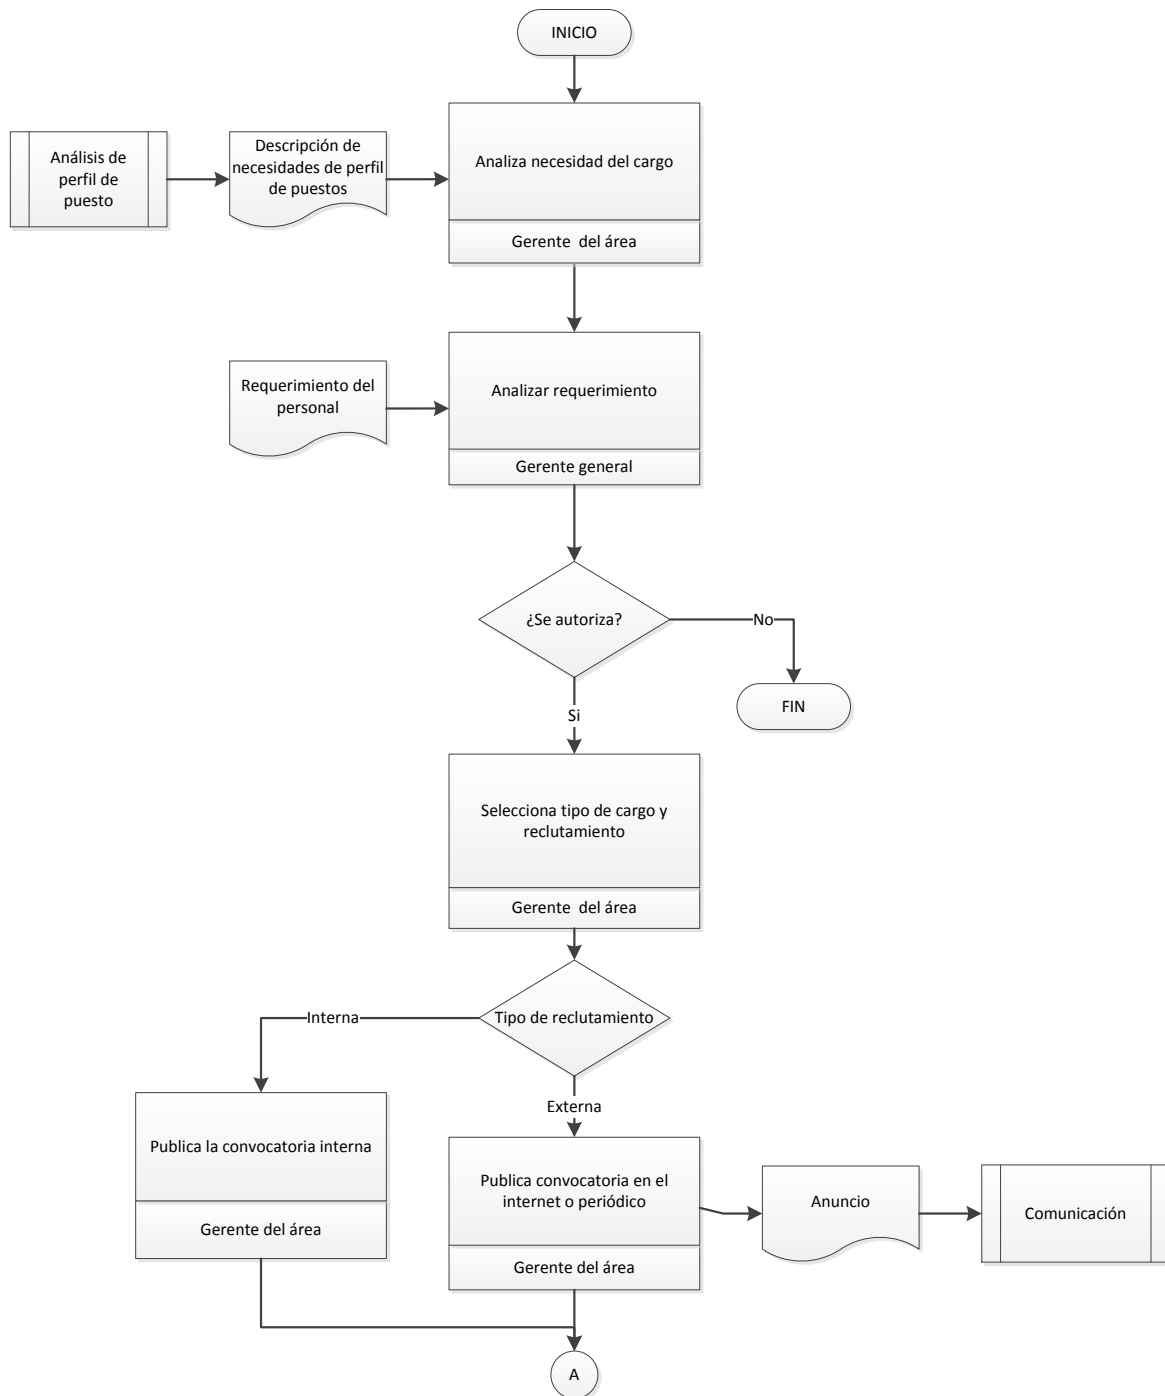 INICIO
Análisis de
perfil de
puesto
Descripción de
necesidades de perfil
de puestos
Analiza necesidad del cargo
Gerente del área
Requerimiento del
personal
Analizar requerimiento
Gerente general
¿Se autoriza?
No
FIN
Si
Selecciona tipo de cargo y
reclutamiento
Gerente del área
Tipo de reclutamiento
Interna
Externa
Publica la convocatoria interna
Gerente del área
Publica convocatoria en el
internet o periódico
Gerente del área
Anuncio
Comunicación
A